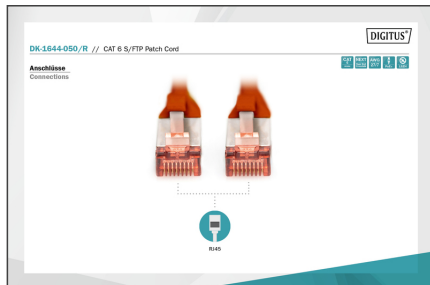 DIGITUS®
DK-1644-050/R // CAT 6 S/FTP Patch Cord
Anschlüsse
Connections
RJ45